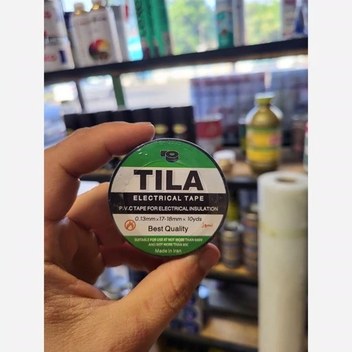 TILA
ELECTRICAL TAPE
P.V.C TAPE FOR ELECTRICAL INSULATION
0.13mm×17-18mm× 10yds
Best Quality
Made in Iran